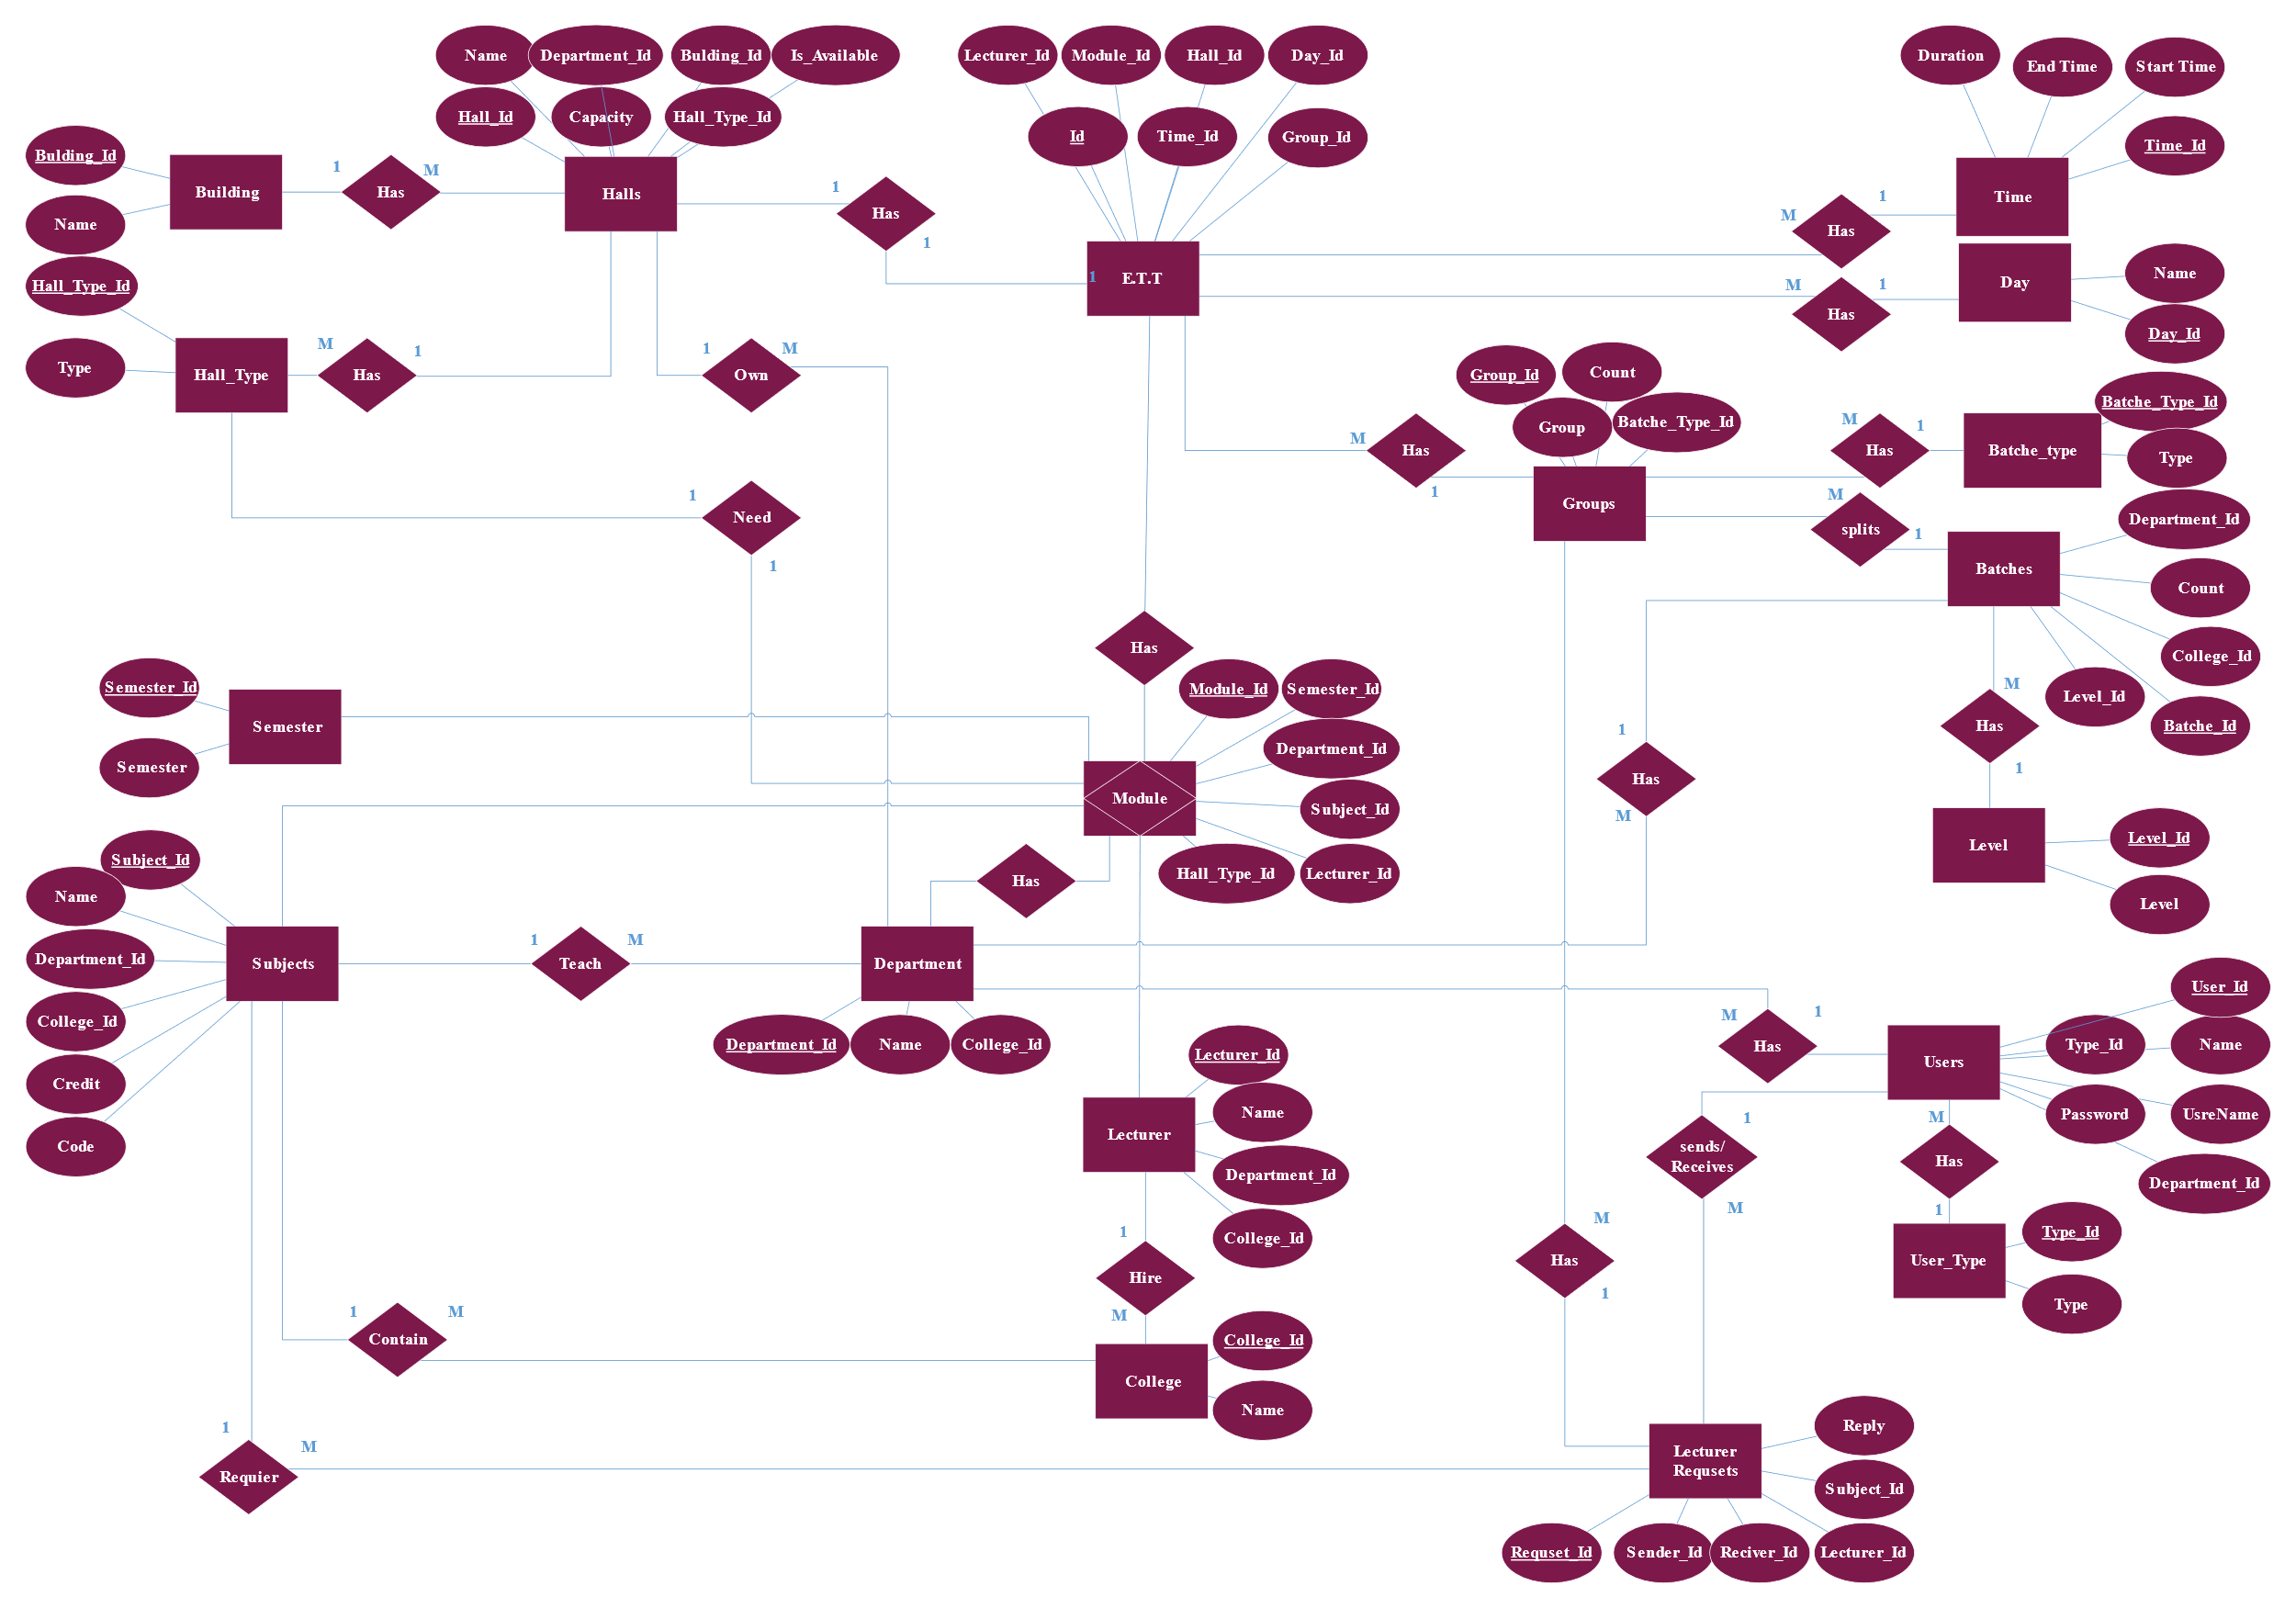 Name
Department_Id
Bulding_Id
Is_Available
Hall_Id
Capacity
Hall_Type_Id
Lecturer_Id
Module_Id
Hall_Id
Day_Id
Id
Time_Id
Group_Id
Duration
End Time
Start Time
Time_Id
Bulding_Id
Name
Building
1
Has
M
Halls
1
Has
1
1
E.T.T
M
Has
1
Time
M
Has
1
Day
Name
Day_Id
Hall_Type_Id
Type
Hall_Type
M
Has
1
1
Own
M
Group_Id
Count
Group
Batche_Type_Id
M
Has
1
Groups
M
Has
1
Batche_type
Batche_Type_Id
Type
M
splits
1
Batches
Department_Id
Count
College_Id
Level_Id
Batche_Id
1
Need
1
Has
M
Has
1
Level
Level_Id
Level
Semester_Id
Semester
Semester
Module_Id
Semester_Id
Department_Id
Subject_Id
Module
Hall_Type_Id
Lecturer_Id
1
Has
M
Has
Subject_Id
Name
Department_Id
College_Id
Credit
Code
Subjects
1
Teach
M
Department
Department_Id
Name
College_Id
Lecturer_Id
Name
Department_Id
College_Id
Lecturer
M
Has
1
Users
User_Id
Type_Id
Name
Password
UsreName
Department_Id
1
sends/
Receives
M
M
Has
1
User_Type
Type_Id
Type
1
Hire
M
M
Has
1
1
Contain
M
College
College_Id
Name
1
Requier
M
Lecturer
Requsets
Reply
Subject_Id
Requset_Id
Sender_Id
Reciver_Id
Lecturer_Id